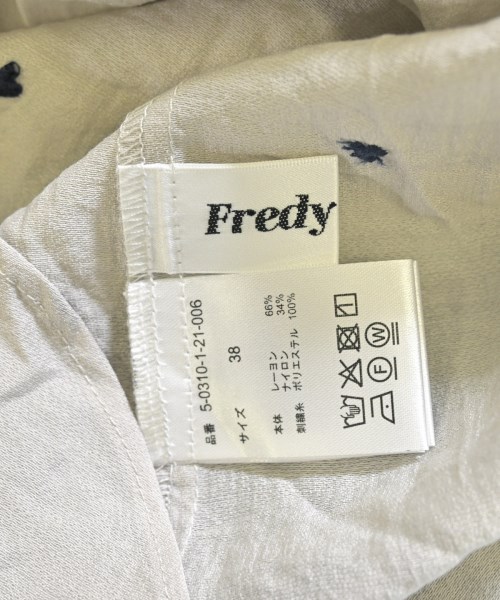 Fredy
品番 5-0310-1-21-006
サイズ 38
本体 レーヨン 66%
ナイロン 34%
刺繍糸 ポリエステル 100%